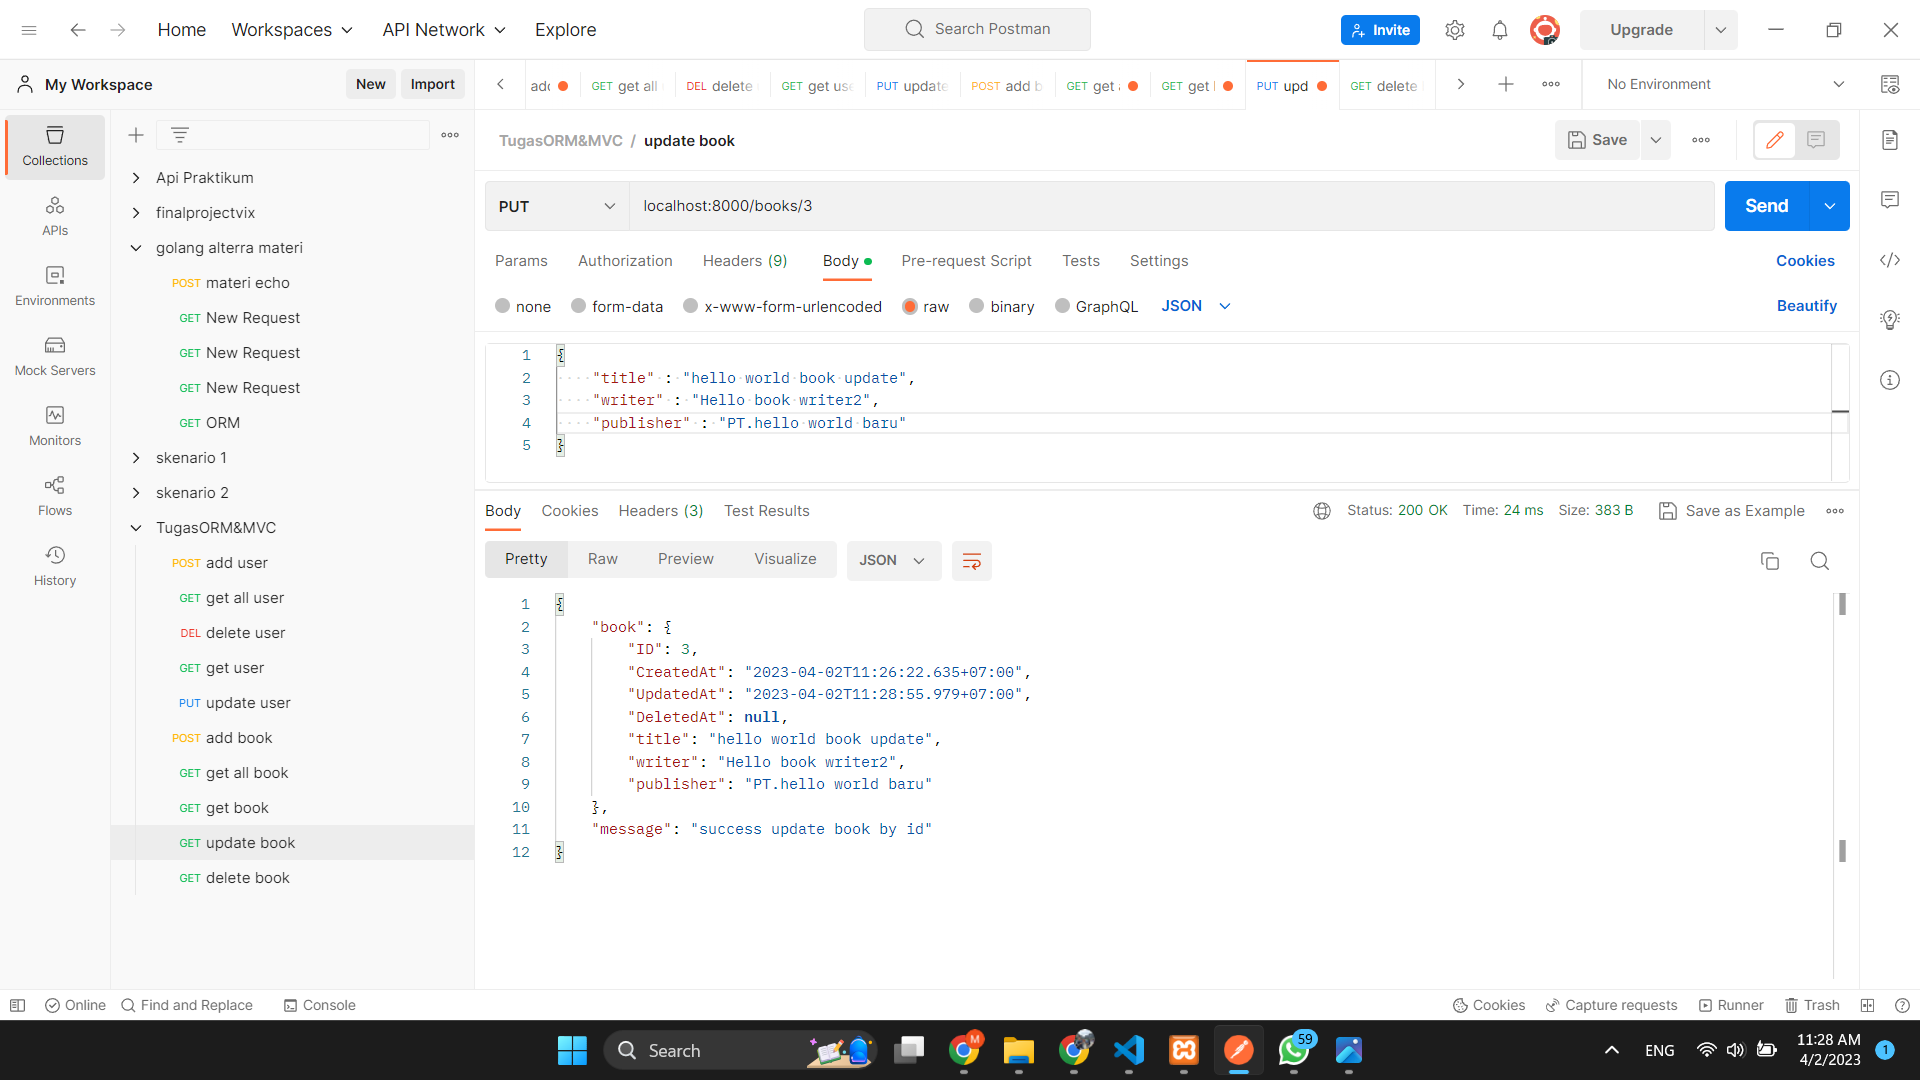 Home Workspaces API Network Explore Search Postman Invite Upgrade
My Workspace New Import
add GET get all DEL delete GET get use PUT update POST add b GET get a GET get l PUT upd GET delete No Environment
Collections
APIs
Environments
Mock Servers
Monitors
Flows
History
Api Praktikum
finalprojectvix
golang alterra materi
POST materi echo
GET New Request
GET New Request
GET New Request
GET ORM
skenario 1
skenario 2
TugasORM&MVC
POST add user
GET get all user
DEL delete user
GET get user
PUT update user
POST add book
GET get all book
GET get book
GET update book
GET delete book
TugasORM&MVC / update book Save
PUT localhost:8000/books/3 Send
Params Authorization Headers (9) Body Pre-request Script Tests Settings Cookies
none form-data x-www-form-urlencoded raw binary GraphQL JSON Beautify
1 {
2 "title" : "hello world book update",
3 "writer" : "Hello book writer2",
4 "publisher" : "PT.hello world baru"
5 }
Body Cookies Headers (3) Test Results Status: 200 OK Time: 24 ms Size: 383 B Save as Example
Pretty Raw Preview Visualize JSON
1 {
2 "book": {
3 "ID": 3,
4 "CreatedAt": "2023-04-02T11:26:22.635+07:00",
5 "UpdatedAt": "2023-04-02T11:28:55.979+07:00",
6 "DeletedAt": null,
7 "title": "hello world book update",
8 "writer": "Hello book writer2",
9 "publisher": "PT.hello world baru"
10 },
11 "message": "success update book by id"
12 }
Online Find and Replace Console Cookies Capture requests Runner Trash
Search M 59 ENG 11:28 AM 1
4/2/2023